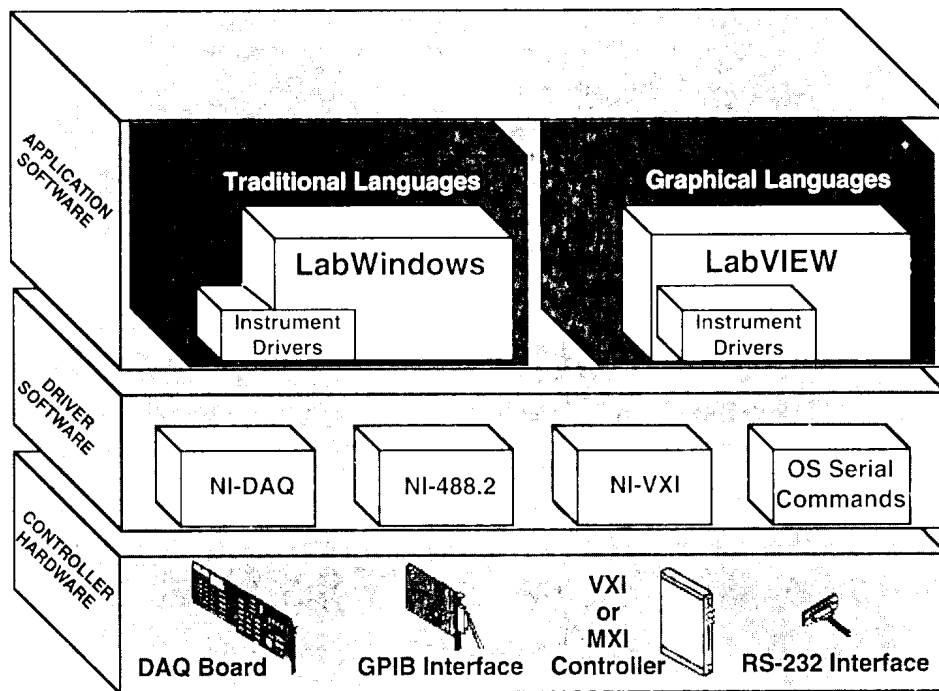 APPLICATION
SOFTWARE
Traditional Languages
LabWindows
Instrument
Drivers
Graphical Languages
LabVIEW
Instrument
Drivers
DRIVER
SOFTWARE
NI-DAQ
NI-488.2
NI-VXI
OS Serial
Commands
CONTROLLER
HARDWARE
DAQ Board
GPIB Interface
VXI
or
MXI
Controller
RS-232 Interface